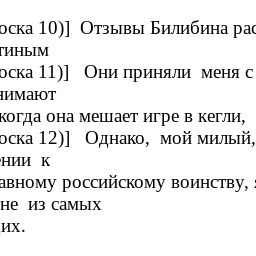 оска 10)] Отзывы Билибина рас
тиным
оска 11)] Они приняли меня с
нимают
когда она мешает игре в кегли,
оска 12)] Однако, мой милый,
ении к
авному российскому воинству, я
не из самых
их.